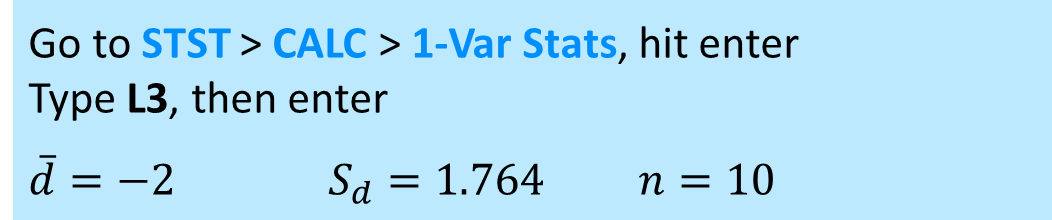 Go to STST > CALC > 1-Var Stats, hit enter
Type L3, then enter
d̄ = −2 S_d = 1.764 n = 10